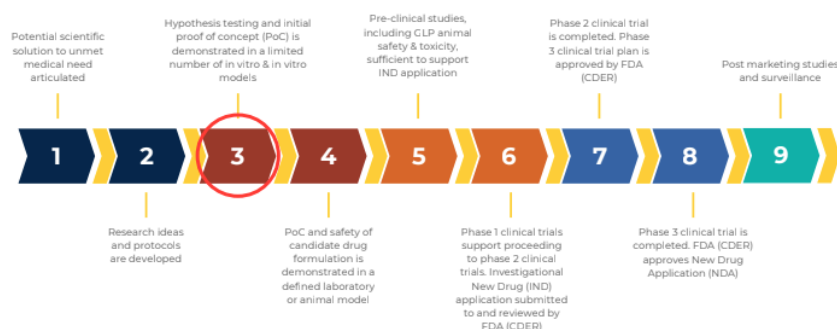 Potential scientific
solution to unmet
medical need
articulated
Hypothesis testing and initial
proof of concept (PoC) is
demonstrated in a limited
number of in vitro & in vitro
models
Pre-clinical studies,
including GLP animal
safety & toxicity,
sufficient to support
IND application
Phase 2 clinical trial
is completed. Phase
3 clinical trial plan is
approved by FDA
(CDER)
Post marketing studies
and surveillance
1
2
3
4
5
6
7
8
9
Research ideas
and protocols
are developed
PoC and safety of
candidate drug
formulation is
demonstrated in a
defined laboratory
or animal model
Phase 1 clinical trials
support proceeding
to phase 2 clinical
trials. Investigational
New Drug (IND)
application submitted
to and reviewed by
FDA (CDER)
Phase 3 clinical trial is
completed. FDA (CDER)
approves New Drug
Application (NDA)